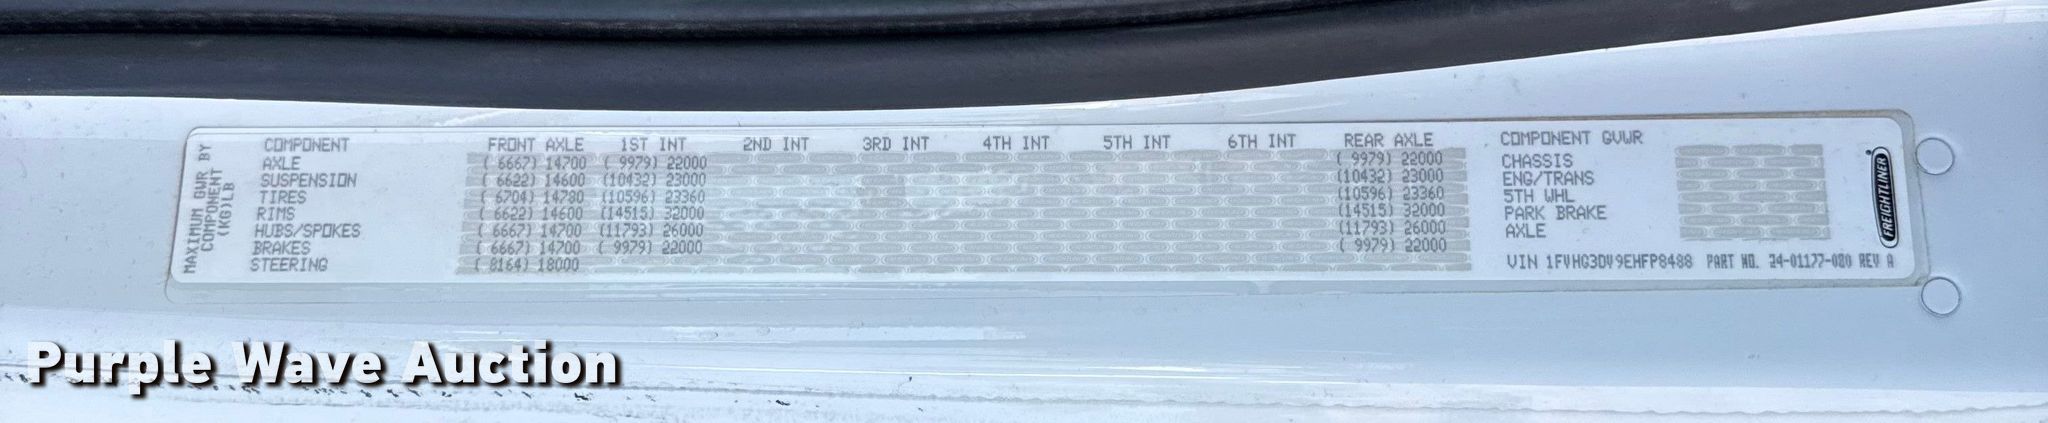 MAXIMUM GWR BY
COMPONENT
(KG)LB
COMPONENT FRONT AXLE 1ST INT 2ND INT 3RD INT 4TH INT 5TH INT 6TH INT REAR AXLE
AXLE ( 6667) 14700 ( 9979) 22000 ( 9979) 22000
SUSPENSION ( 6622) 14600 (10432) 23000 (10432) 23000
TIRES ( 6704) 14780 (10596) 23360 (10596) 23360
RIMS ( 6622) 14600 (14515) 32000 (14515) 32000
HUBS/SPOKES ( 6667) 14700 (11793) 26000 (11793) 26000
BRAKES ( 6667) 14700 ( 9979) 22000 ( 9979) 22000
STEERING ( 8164) 18000
COMPONENT GVWR
CHASSIS
ENG/TRANS
5TH WHL
PARK BRAKE
AXLE
VIN 1FVHG3DV9EHFP8488 PART NO. 24-01177-080 REV A
FREIGHTLINER
Purple Wave Auction